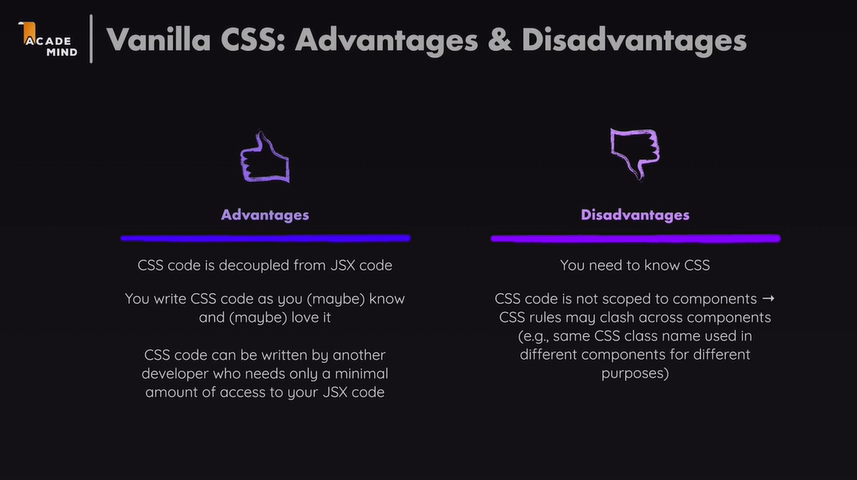 ACADE
MIND
Vanilla CSS: Advantages & Disadvantages
Advantages
CSS code is decoupled from JSX code
You write CSS code as you (maybe) know
and (maybe) love it
CSS code can be written by another
developer who needs only a minimal
amount of access to your JSX code
Disadvantages
You need to know CSS
CSS code is not scoped to components →
CSS rules may clash across components
(e.g., same CSS class name used in
different components for different
purposes)